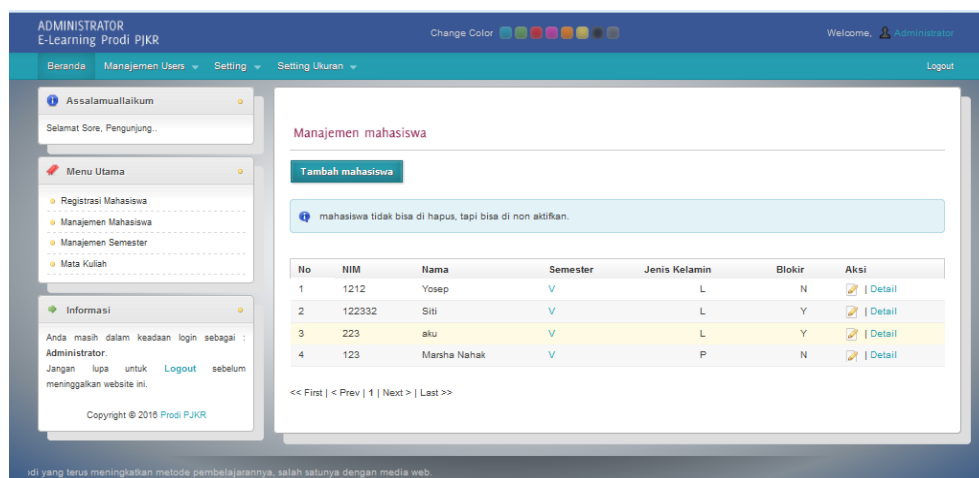 ADMINISTRATOR
E-Learning Prodi PJKR
Change Color
Welcome, Administrator
Beranda Manajemen Users Setting Setting Ukuran Logout
Assalamuallaikum
Selamat Sore, Pengunjung..
Menu Utama
Registrasi Mahasiswa
Manajemen Mahasiswa
Manajemen Semester
Mata Kuliah
Informasi
Anda masih dalam keadaan login sebagai :
Administrator.
Jangan lupa untuk Logout sebelum
meninggalkan website ini.
Copyright © 2016 Prodi PJKR
Manajemen mahasiswa
Tambah mahasiswa
mahasiswa tidak bisa di hapus, tapi bisa di non aktifkan.
No NIM Nama Semester Jenis Kelamin Blokir Aksi
1 1212 Yosep V L N | Detail
2 122332 Siti V L Y | Detail
3 223 aku V L Y | Detail
4 123 Marsha Nahak V P N | Detail
<< First | < Prev | 1 | Next > | Last >>
di yang terus meningkatkan metode pembelajarannya, salah satunya dengan media web.